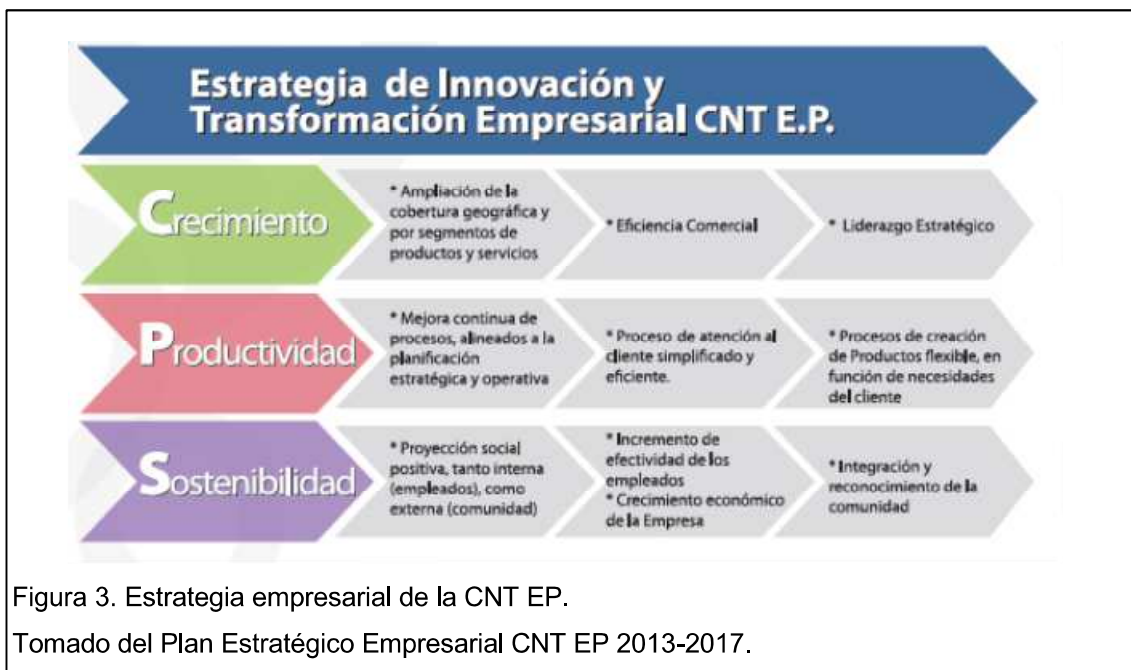 Estrategia de Innovación y
Transformación Empresarial CNT E.P.
Crecimiento
* Ampliación de la
cobertura geográfica y
por segmentos de
productos y servicios
* Eficiencia Comercial
* Liderazgo Estratégico
Productividad
* Mejora continua de
procesos, alineados a la
planificación
estratégica y operativa
* Proceso de atención al
cliente simplificado y
eficiente.
* Procesos de creación
de Productos flexible, en
función de necesidades
del cliente
Sostenibilidad
* Proyección social
positiva, tanto interna
(empleados), como
externa (comunidad)
* Incremento de
efectividad de los
empleados
* Crecimiento económico
de la Empresa
* Integración y
reconocimiento de la
comunidad
Figura 3. Estrategia empresarial de la CNT EP.
Tomado del Plan Estratégico Empresarial CNT EP 2013-2017.